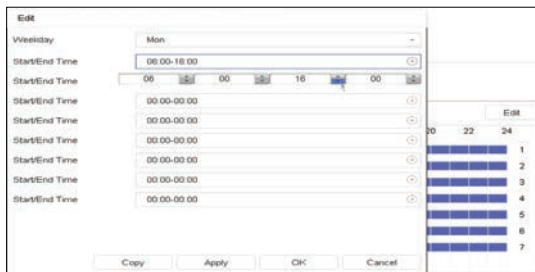 Edit
Weekday Mon
Start/End Time 06:00-16:00
Start/End Time 06 00 16 00
Start/End Time 00:00-00:00
Start/End Time 00:00-00:00
Start/End Time 00:00-00:00
Start/End Time 00:00-00:00
Start/End Time 00:00-00:00
Start/End Time 00:00-00:00
Copy Apply OK Cancel
Edit
20 22 24
1
2
3
4
5
6
7